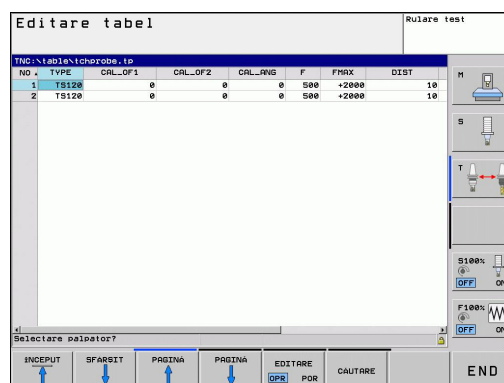 Editare tabel
Rulare test
TNC:\table\tchprobe.tp
NO TYPE CAL_OF1 CAL_OF2 CAL_ANG F FMAX DIST
1 TS120 0 0 0 500 +2000 10
2 TS120 0 0 0 500 +2000 10
M
S
T
S100%
OFF ON
F100%
OFF ON
Selectare palpator?
ÎNCEPUT SFARSIT PAGINĂ PAGINĂ EDITARE CAUTARE END
OPR POR